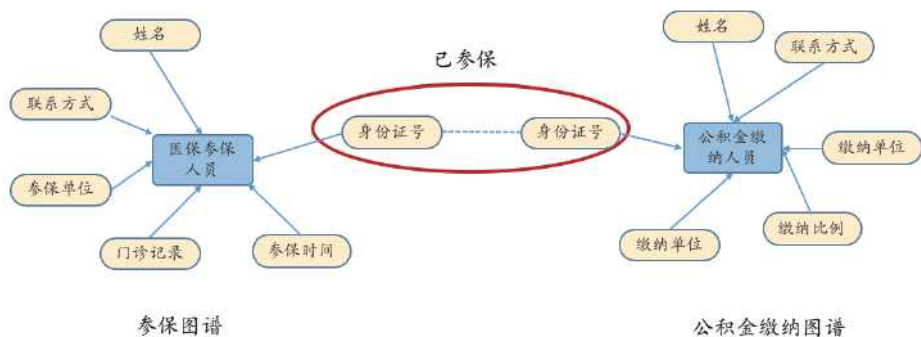 姓名
姓名
联系方式
已参保
联系方式
身份证号
身份证号
医保参保
人员
公积金缴
纳人员
缴纳单位
参保单位
门诊记录
参保时间
缴纳单位
缴纳比例
参保图谱
公积金缴纳图谱